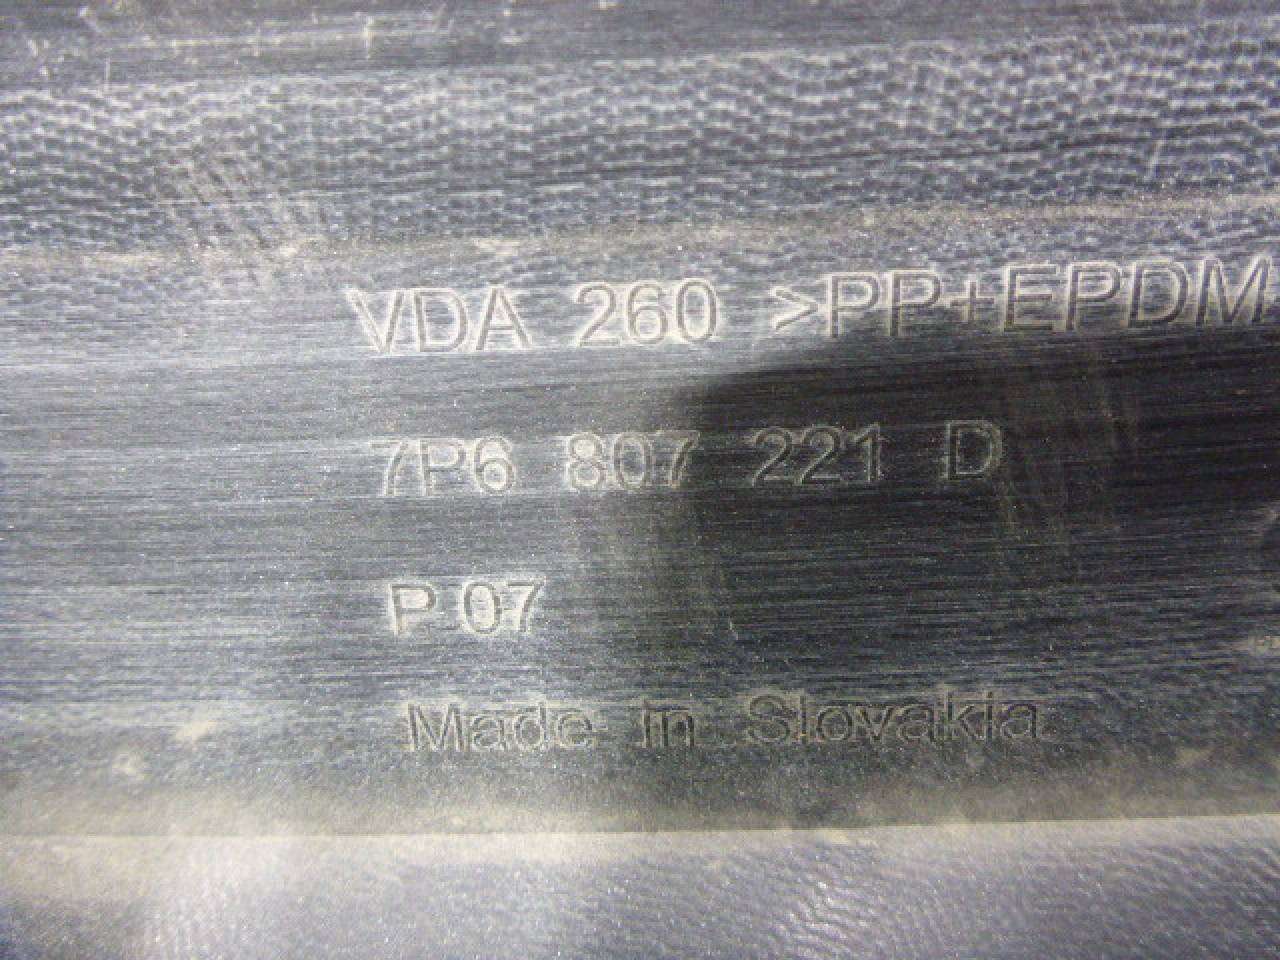 VDA 260 >PP+EPDM
7P6 807 221 D
P 07
Made in Slovakia